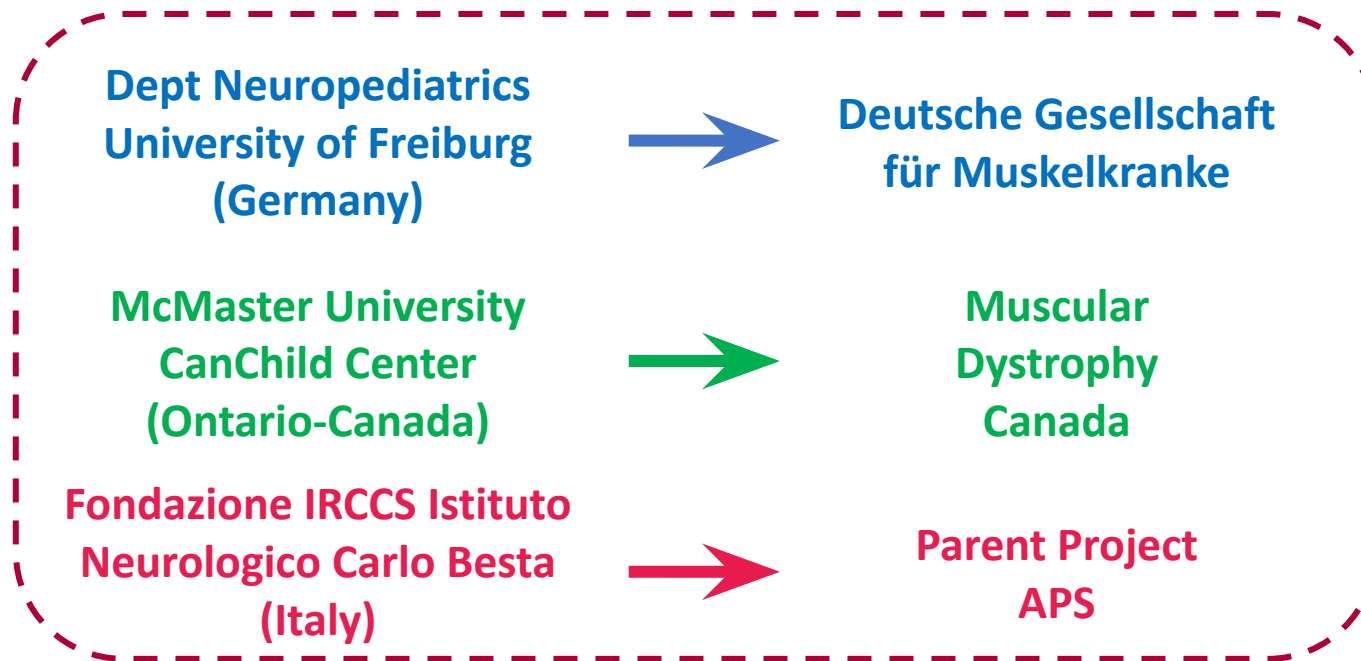 Dept Neuropediatrics
University of Freiburg
(Germany)
Deutsche Gesellschaft
für Muskelkranke
McMaster University
CanChild Center
(Ontario-Canada)
Muscular
Dystrophy
Canada
Fondazione IRCCS Istituto
Neurologico Carlo Besta
(Italy)
Parent Project
APS